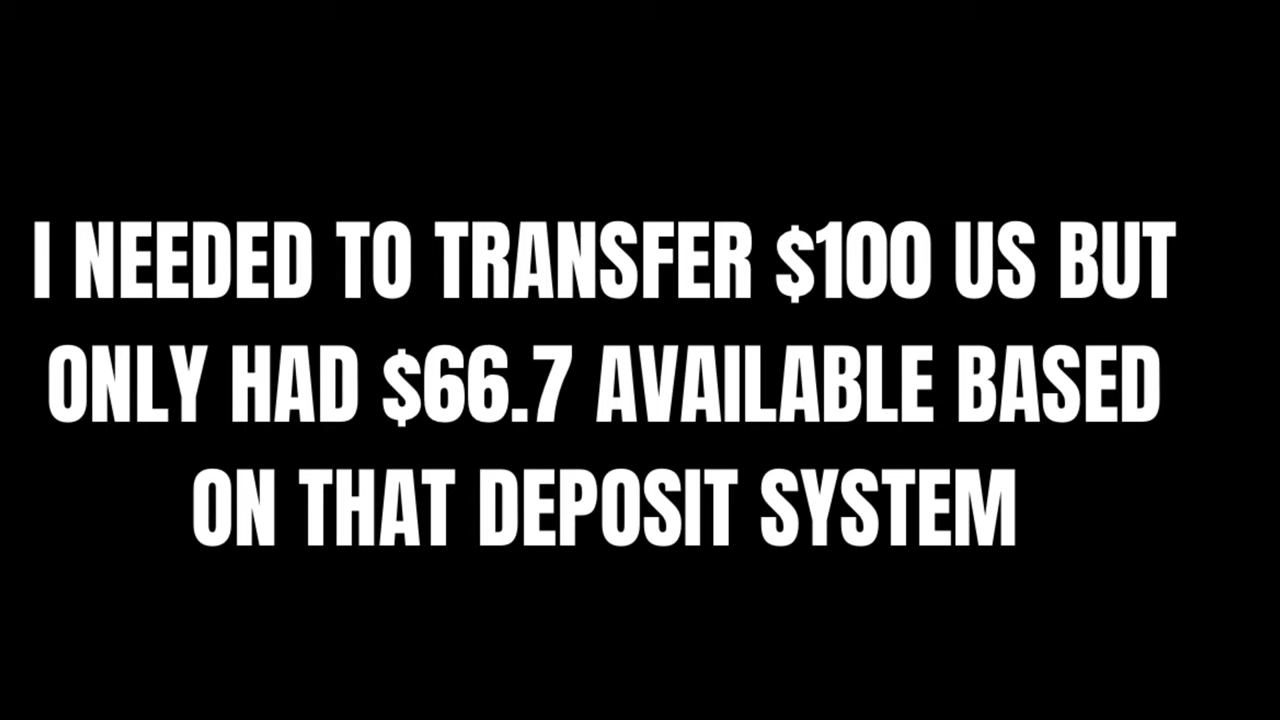 I NEEDED TO TRANSFER $100 US BUT
ONLY HAD $66.7 AVAILABLE BASED
ON THAT DEPOSIT SYSTEM